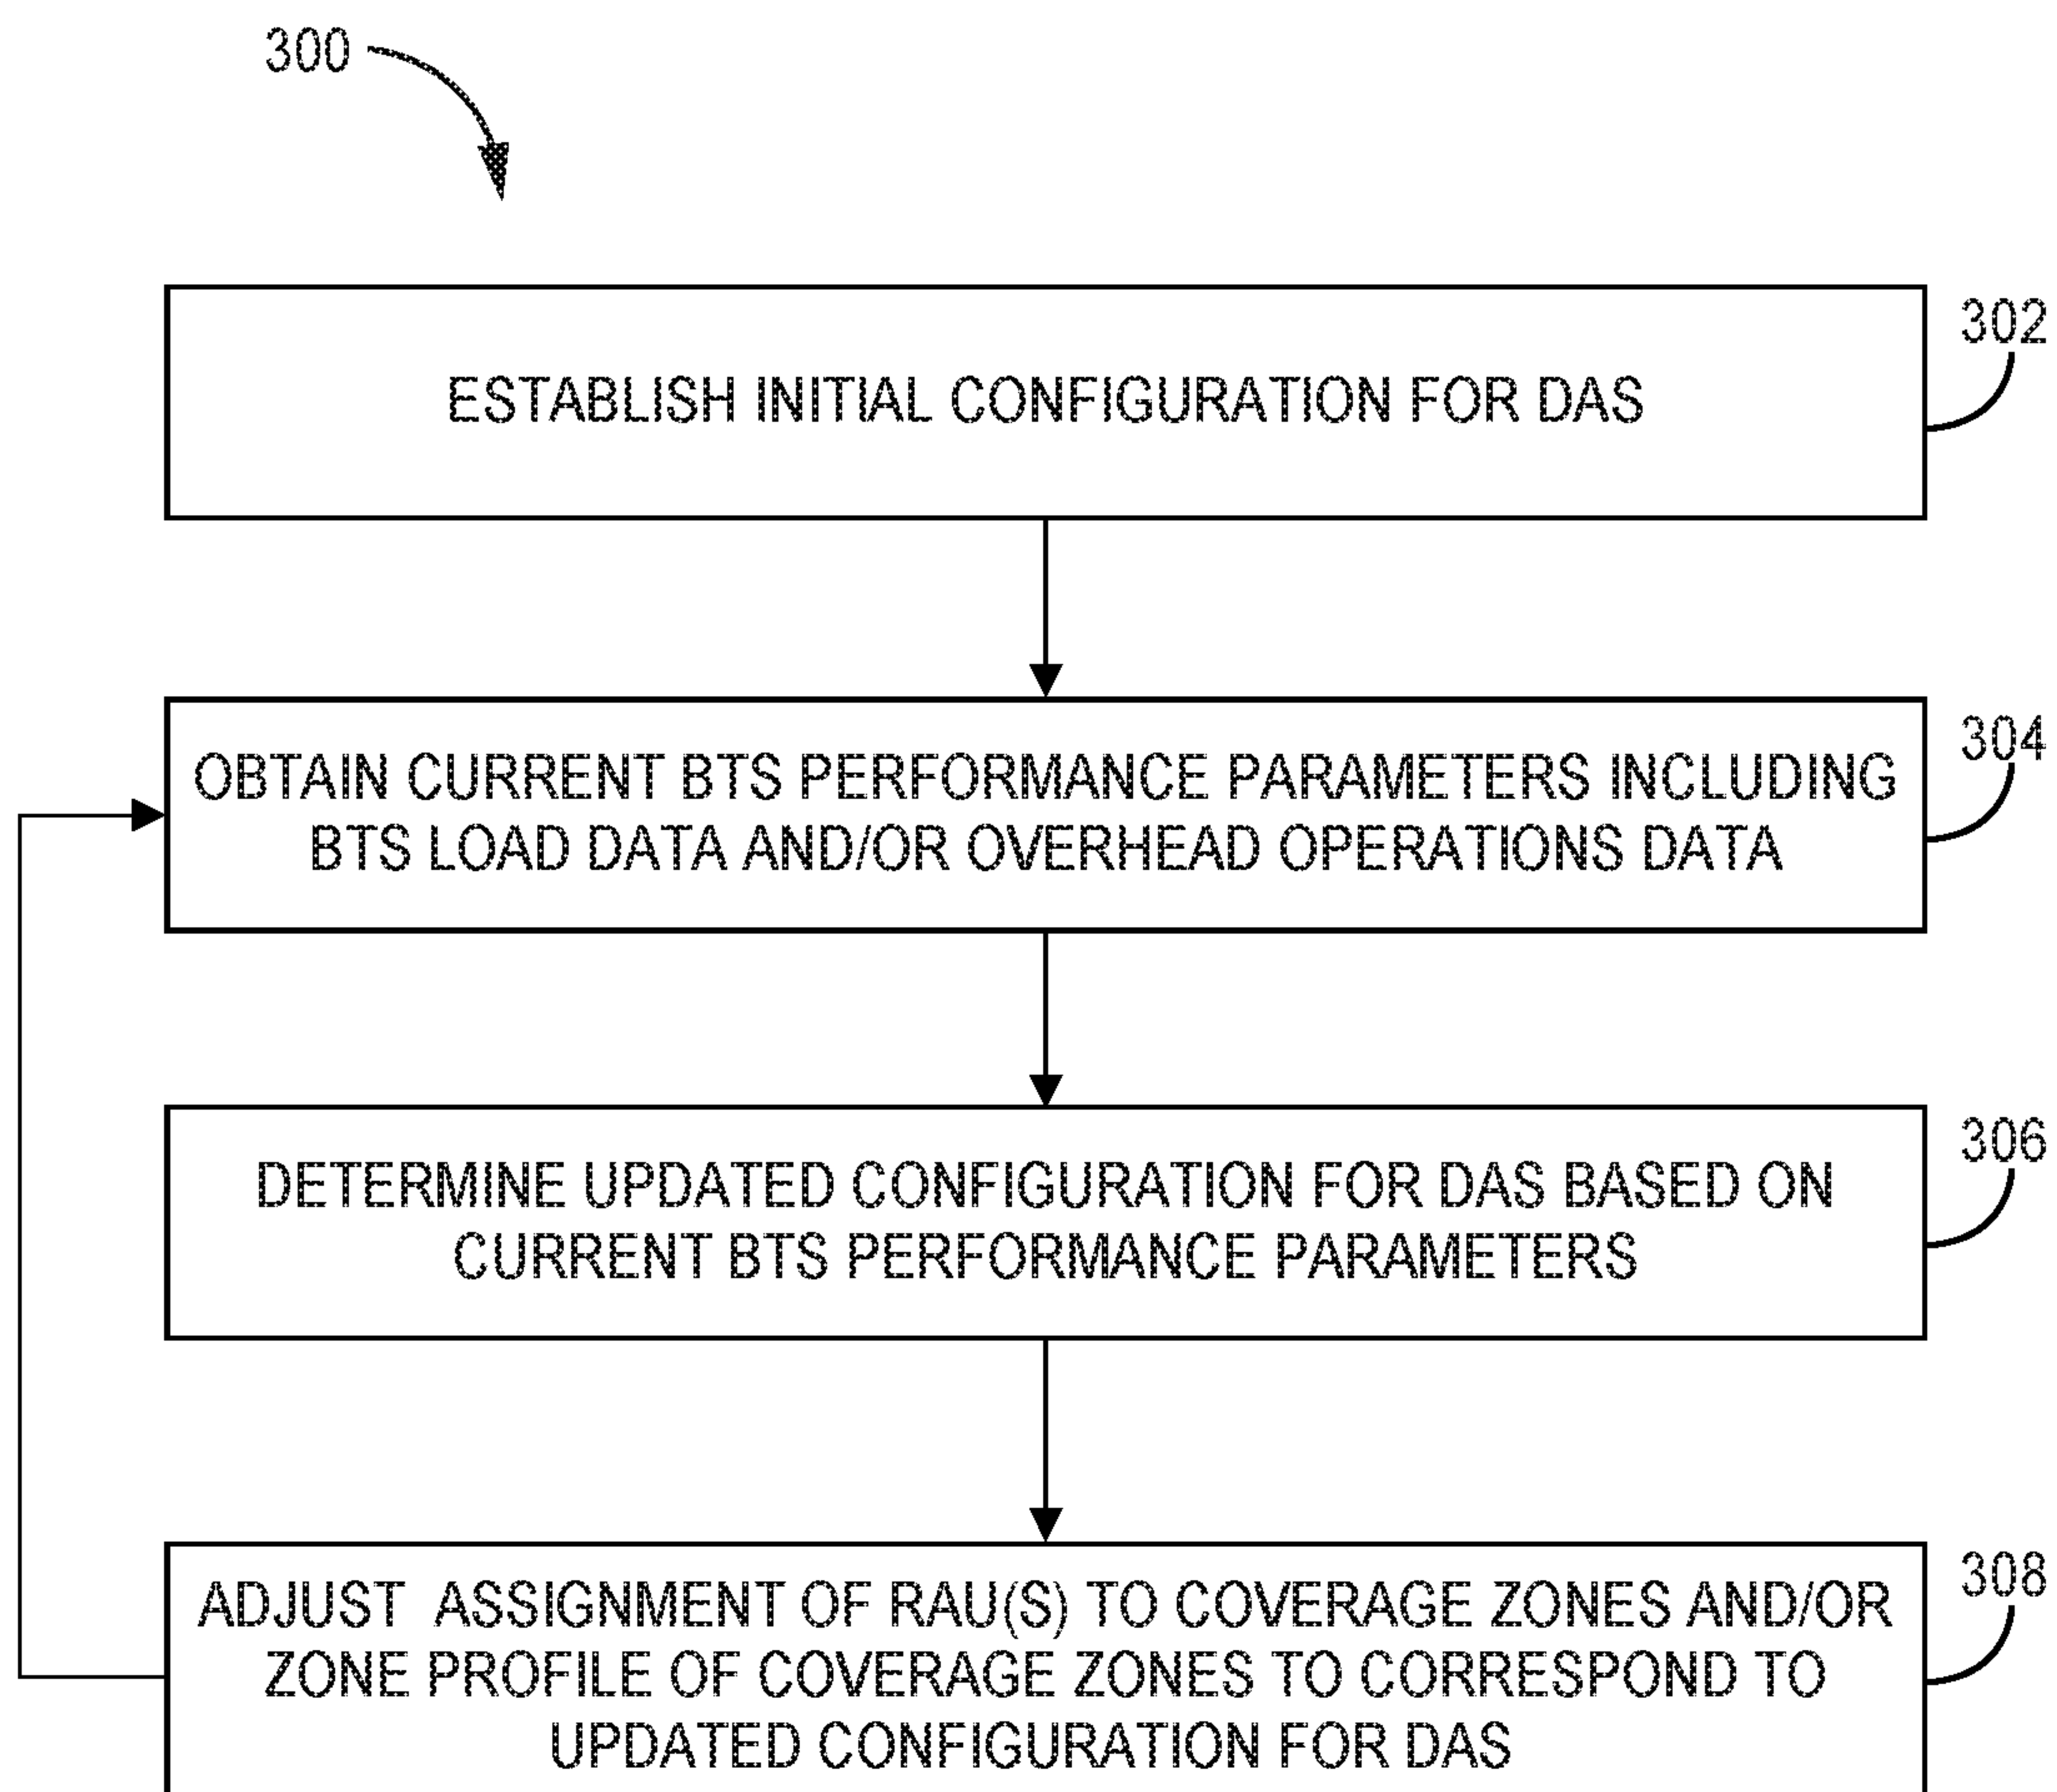 300
302
ESTABLISH INITIAL CONFIGURATION FOR DAS
304
OBTAIN CURRENT BTS PERFORMANCE PARAMETERS INCLUDING
BTS LOAD DATA AND/OR OVERHEAD OPERATIONS DATA
306
DETERMINE UPDATED CONFIGURATION FOR DAS BASED ON
CURRENT BTS PERFORMANCE PARAMETERS
308
ADJUST ASSIGNMENT OF RAU(S) TO COVERAGE ZONES AND/OR
ZONE PROFILE OF COVERAGE ZONES TO CORRESPOND TO
UPDATED CONFIGURATION FOR DAS